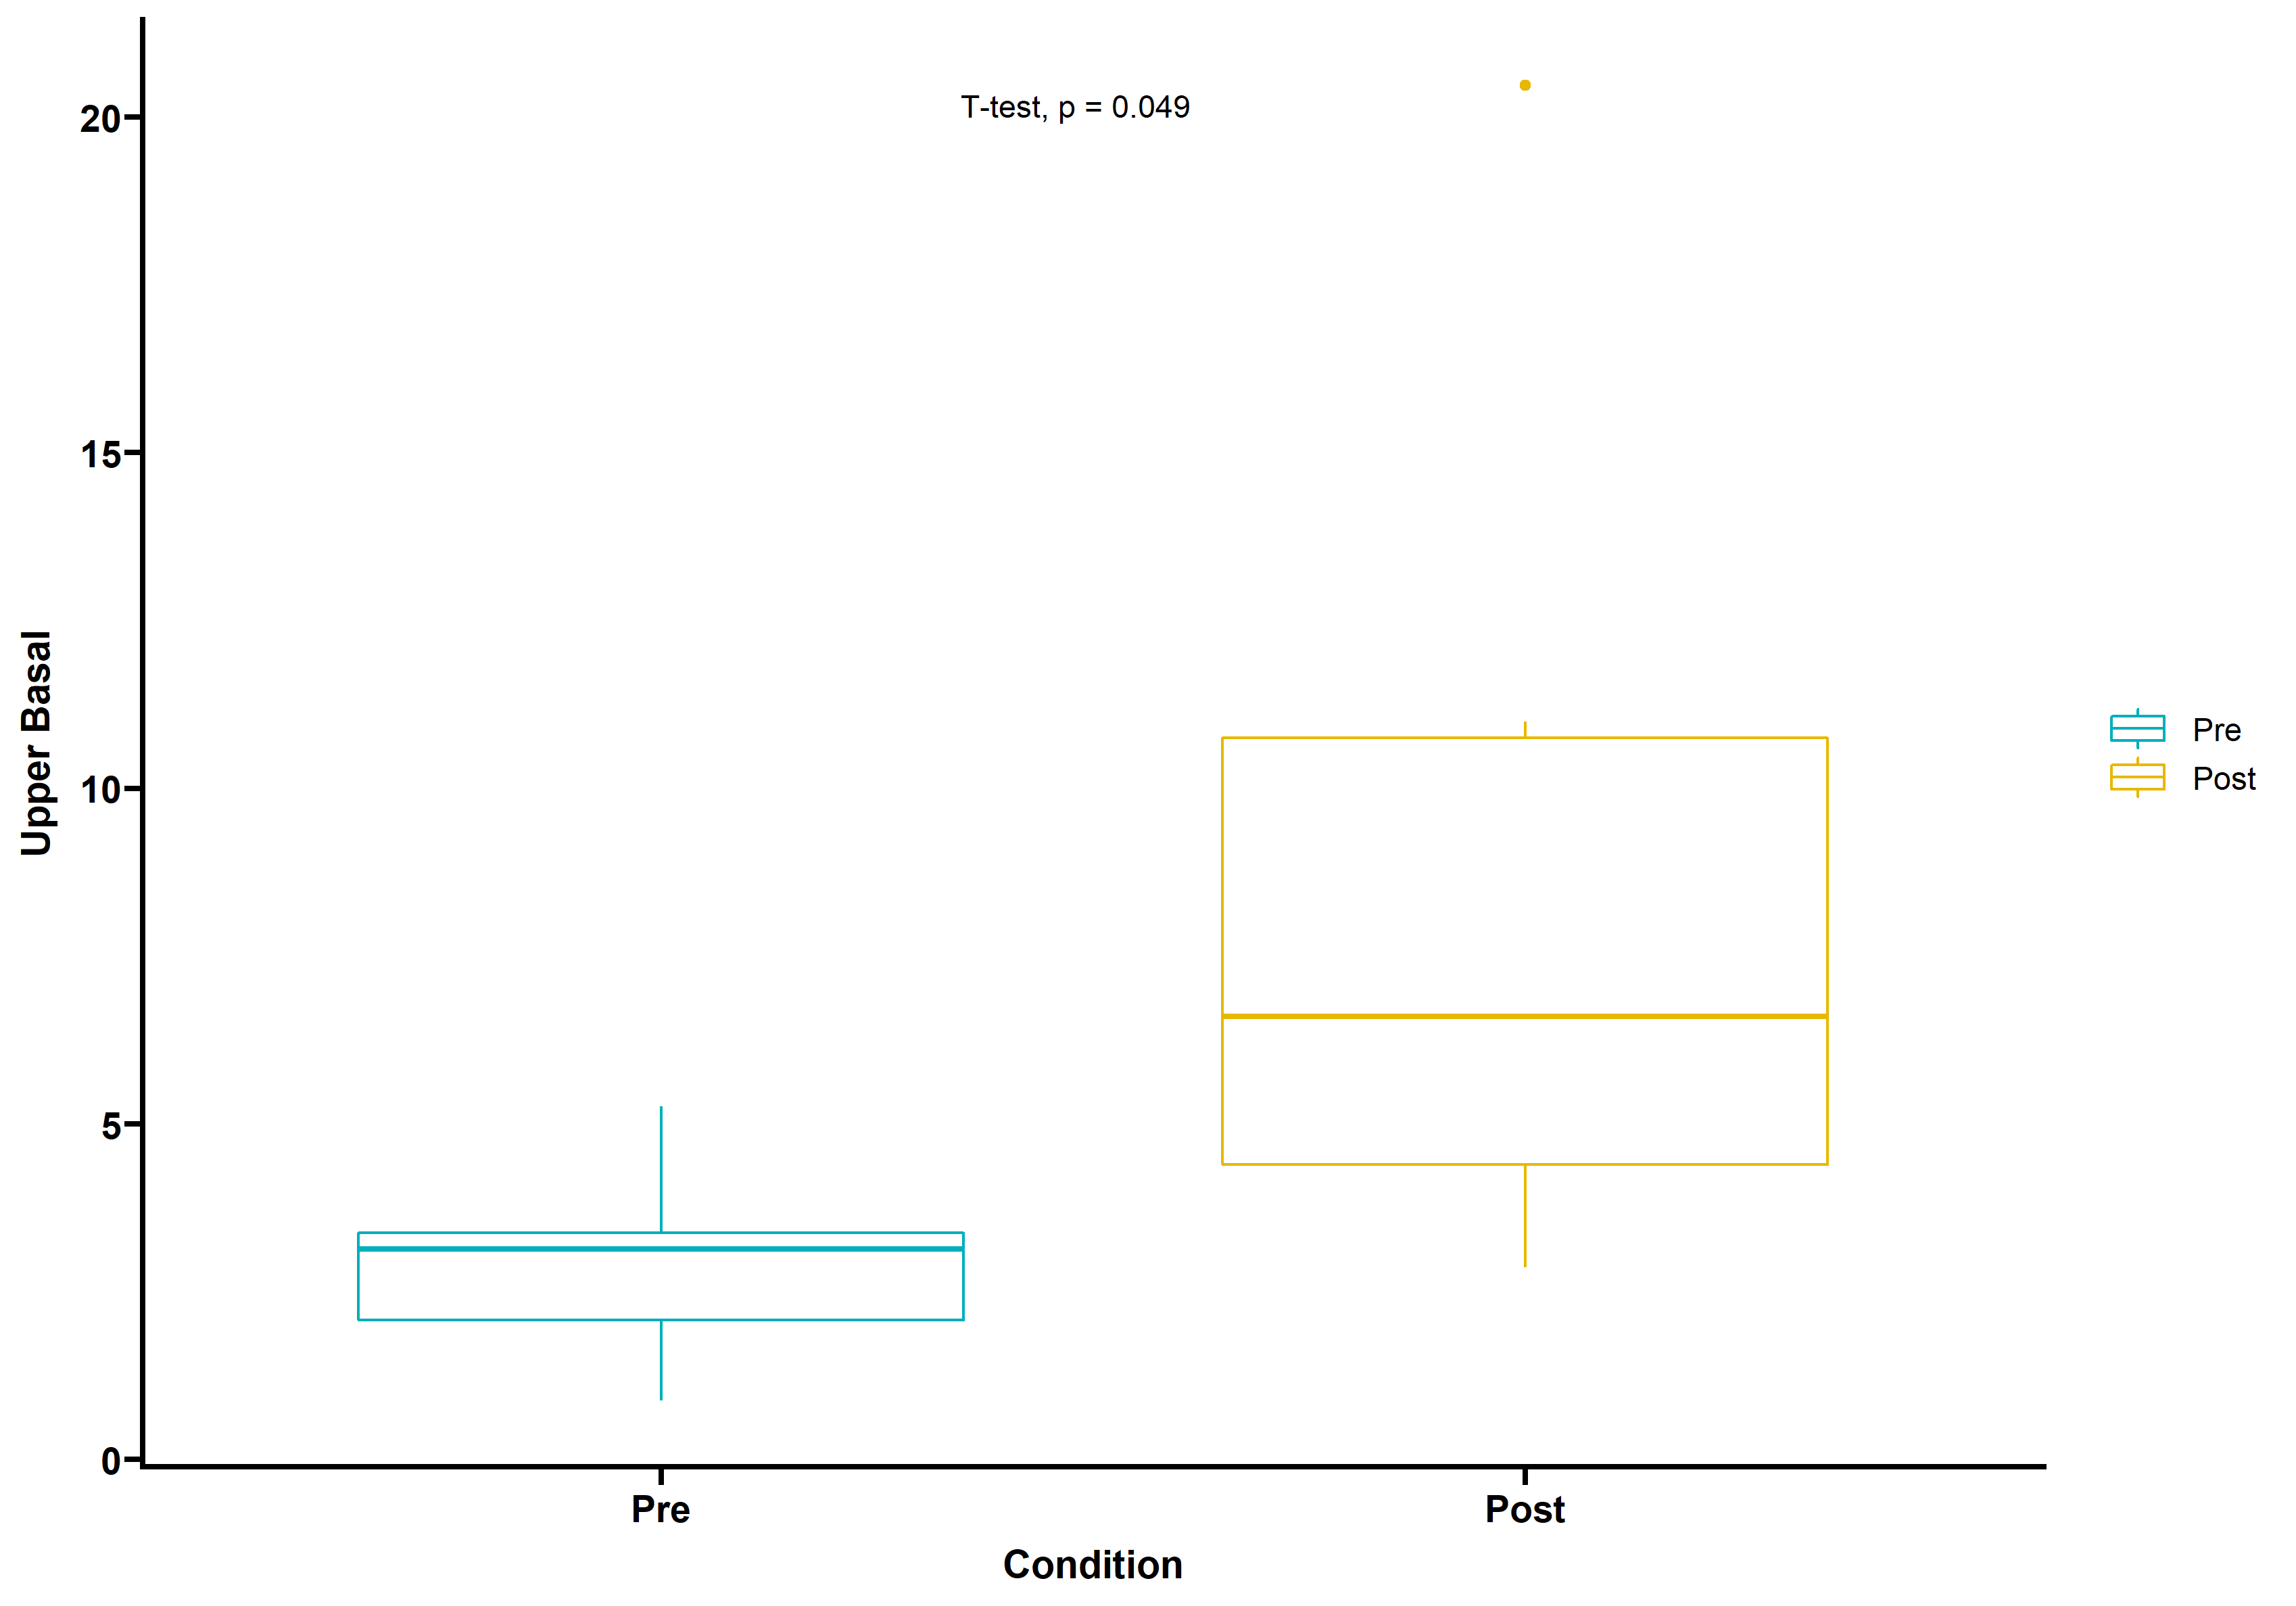 T-test, p = 0.049
20
15
10
5
0
Upper Basal
Pre
Post
Condition
Pre
Post